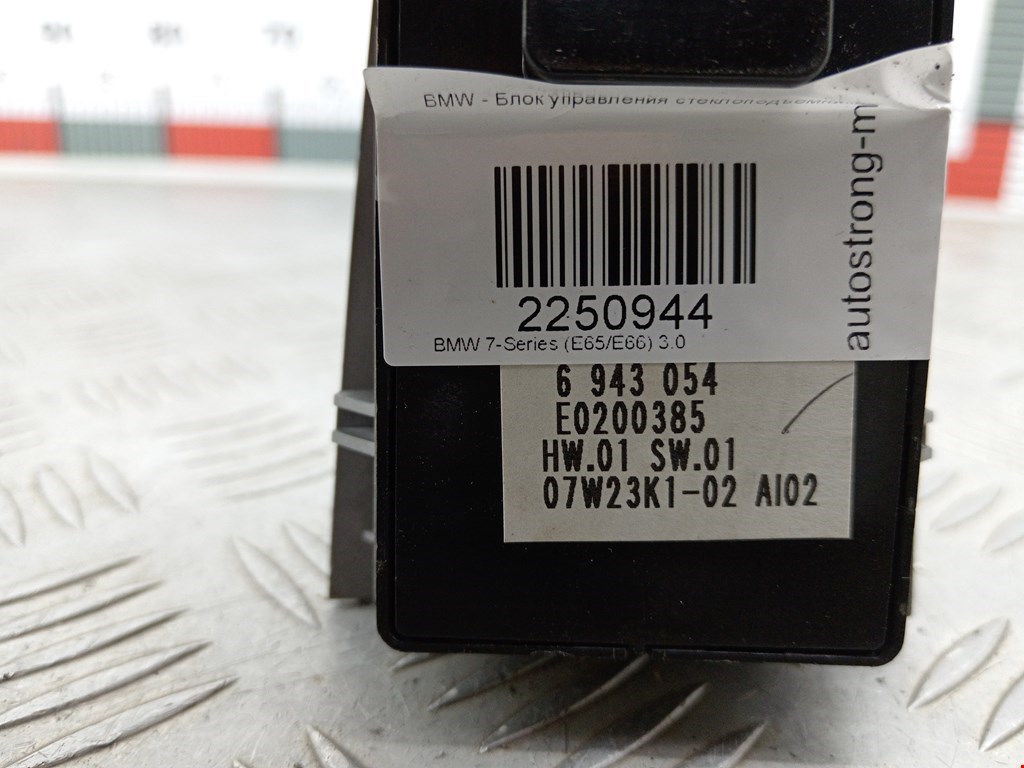 BMW - Блок управления
2250944
BMW 7-Series (E65/E66) 3.0
autostrong-m
6 943 054
E0200385
HW.01 SW.01
07W23K1-02 AI02